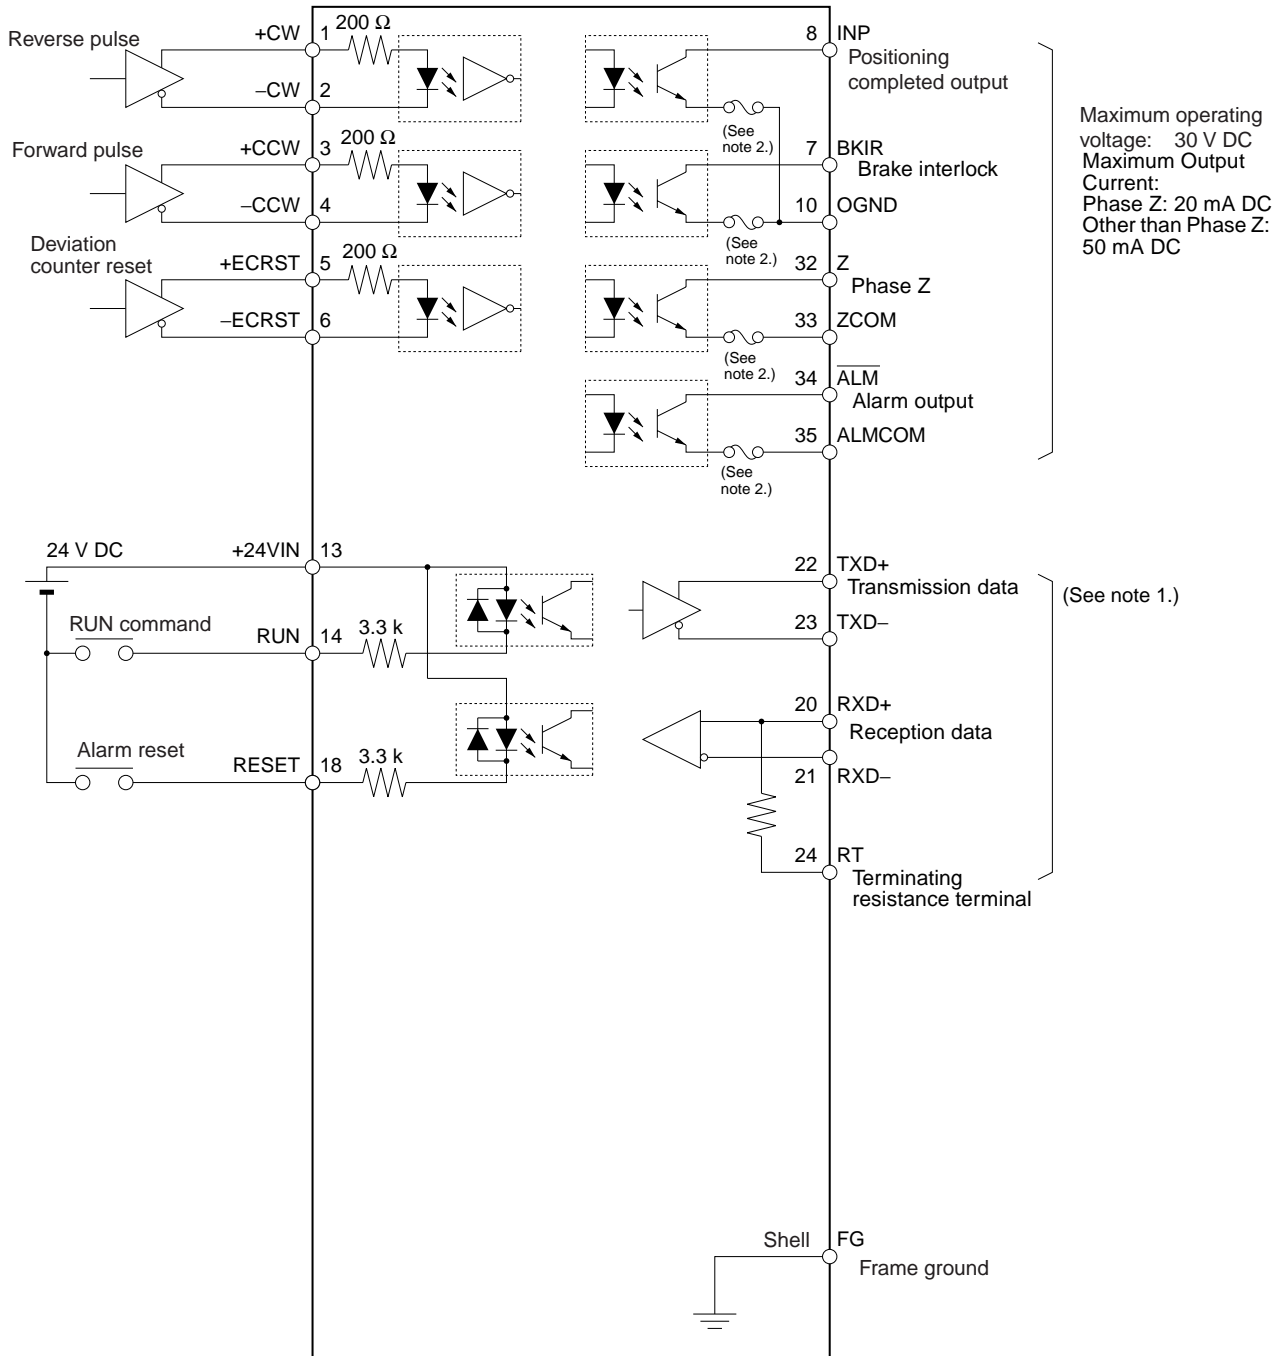 Reverse pulse
+CW 1 200 Ω
−CW 2
Forward pulse
+CCW 3 200 Ω
−CCW 4
Deviation
counter reset
+ECRST 5 200 Ω
−ECRST 6
8 INP
Positioning
completed output
(See
note 2.)
7 BKIR
Brake interlock
10 OGND
(See
note 2.)
32 Z
Phase Z
33 ZCOM
(See
note 2.)
34 ALM
Alarm output
35 ALMCOM
(See
note 2.)
Maximum operating
voltage: 30 V DC
Maximum Output
Current:
Phase Z: 20 mA DC
Other than Phase Z:
50 mA DC
24 V DC
+24VIN 13
RUN command
RUN 14 3.3 k
Alarm reset
RESET 18 3.3 k
22 TXD+
Transmission data
23 TXD−
20 RXD+
Reception data
21 RXD−
24 RT
Terminating
resistance terminal
(See note 1.)
Shell FG
Frame ground